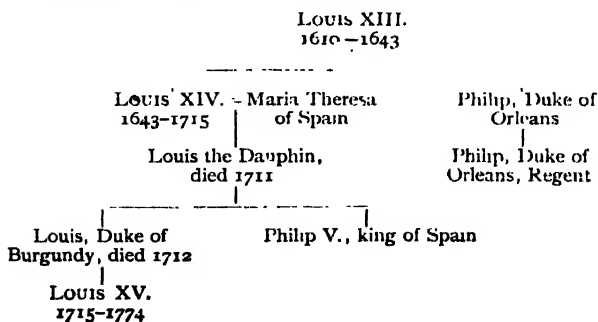 Louis XIII.
1610–1643
Louis XIV. = Maria Theresa
1643–1715 of Spain
Philip, Duke of
Orleans
Louis the Dauphin,
died 1711
Philip, Duke of
Orleans, Regent
Louis, Duke of
Burgundy, died 1712
Philip V., king of Spain
Louis XV.
1715–1774